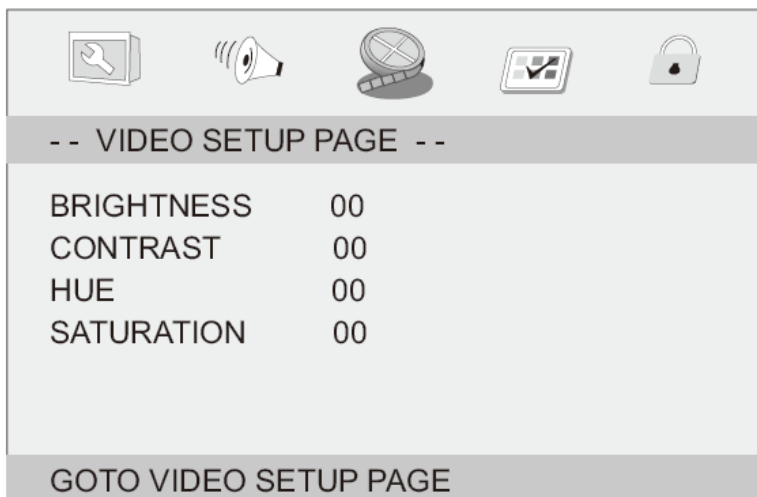 - - VIDEO SETUP PAGE - -
BRIGHTNESS 00
CONTRAST 00
HUE 00
SATURATION 00
GOTO VIDEO SETUP PAGE